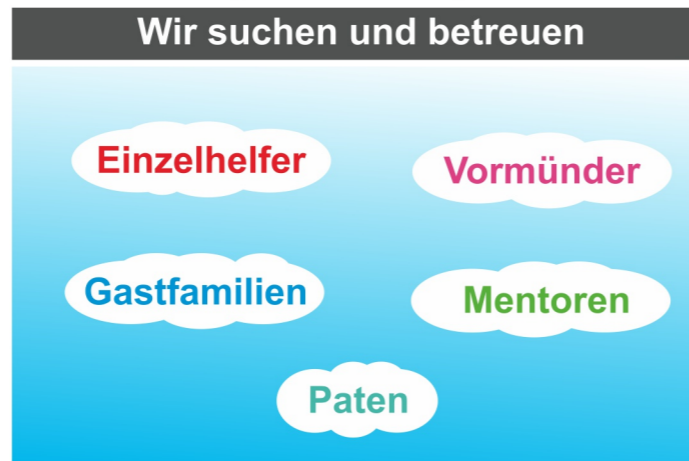 Wir suchen und betreuen
Einzelhelfer
Vormünder
Gastfamilien
Mentoren
Paten